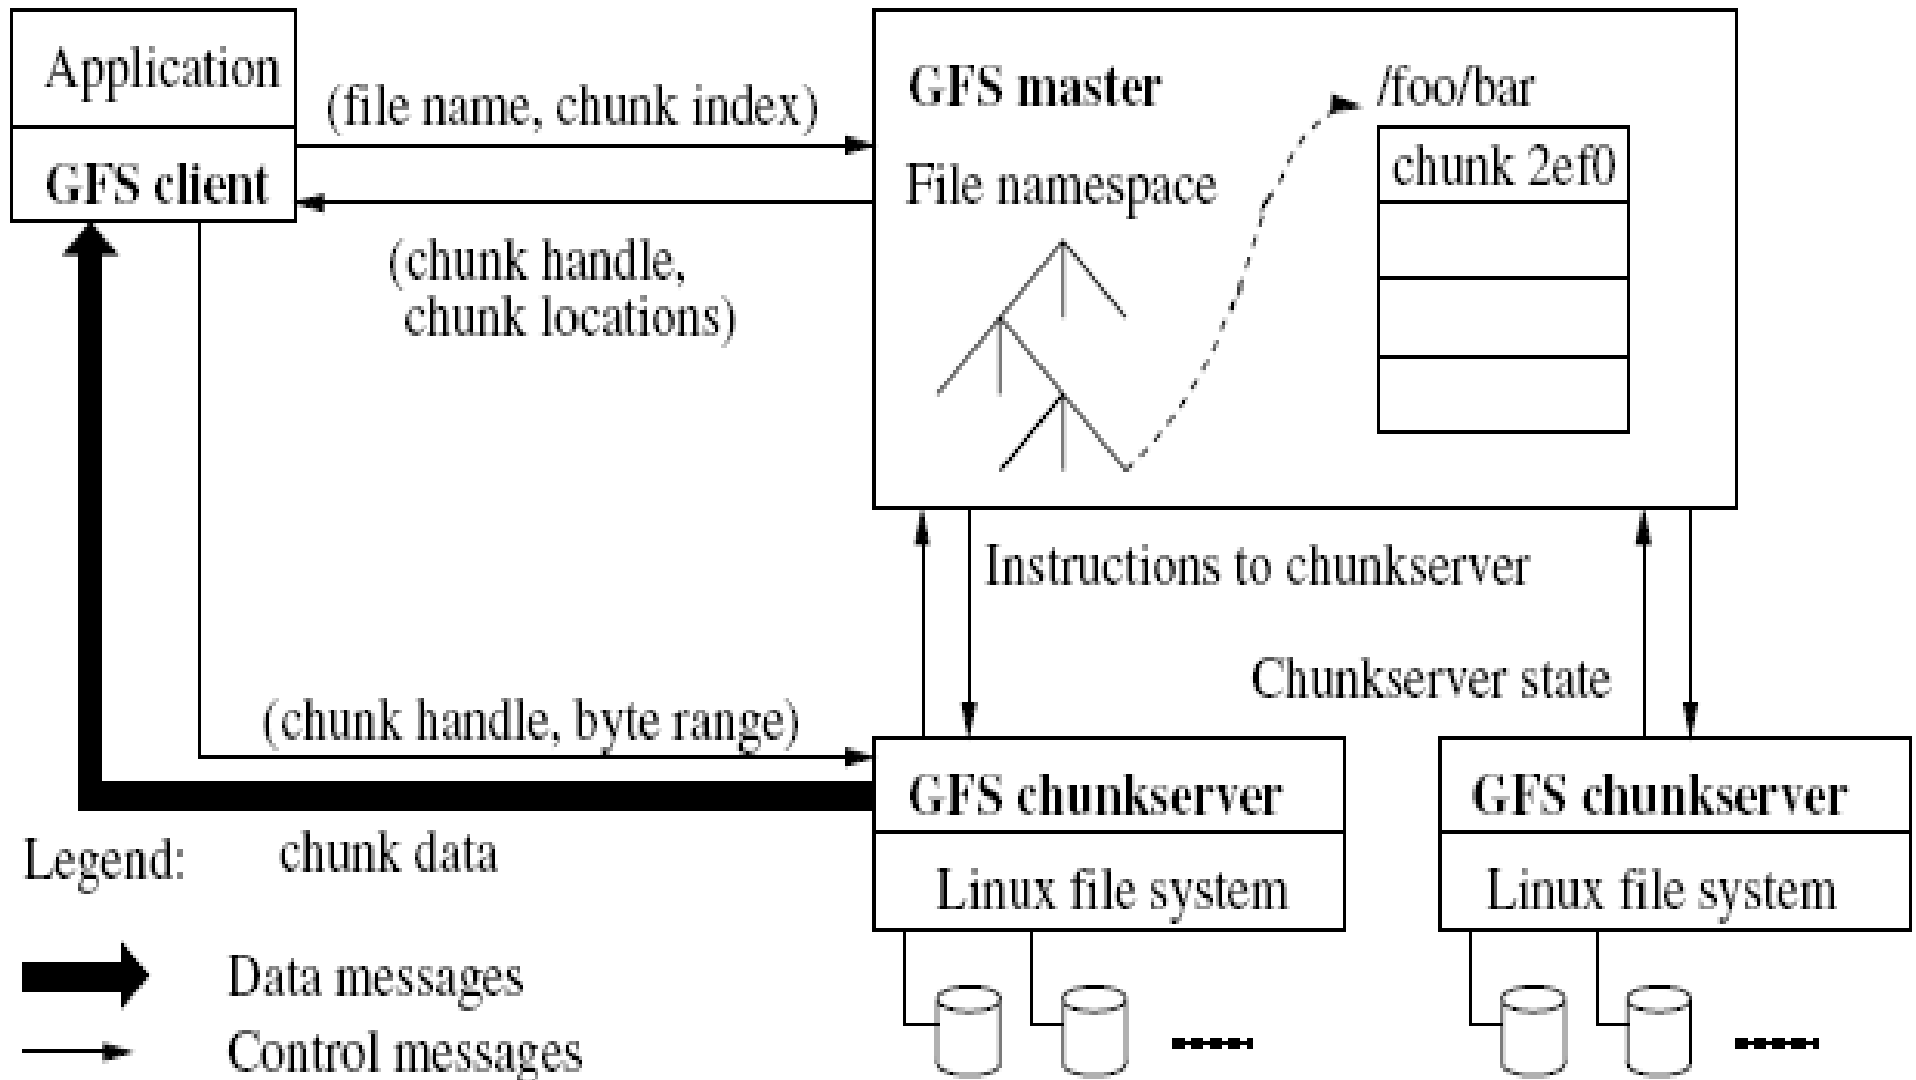 Application
GFS client
(file name, chunk index)
(chunk handle,
chunk locations)
GFS master
File namespace
/foo/bar
chunk 2ef0
Instructions to chunkserver
Chunkserver state
(chunk handle, byte range)
chunk data
GFS chunkserver
Linux file system
GFS chunkserver
Linux file system
Legend:
Data messages
Control messages